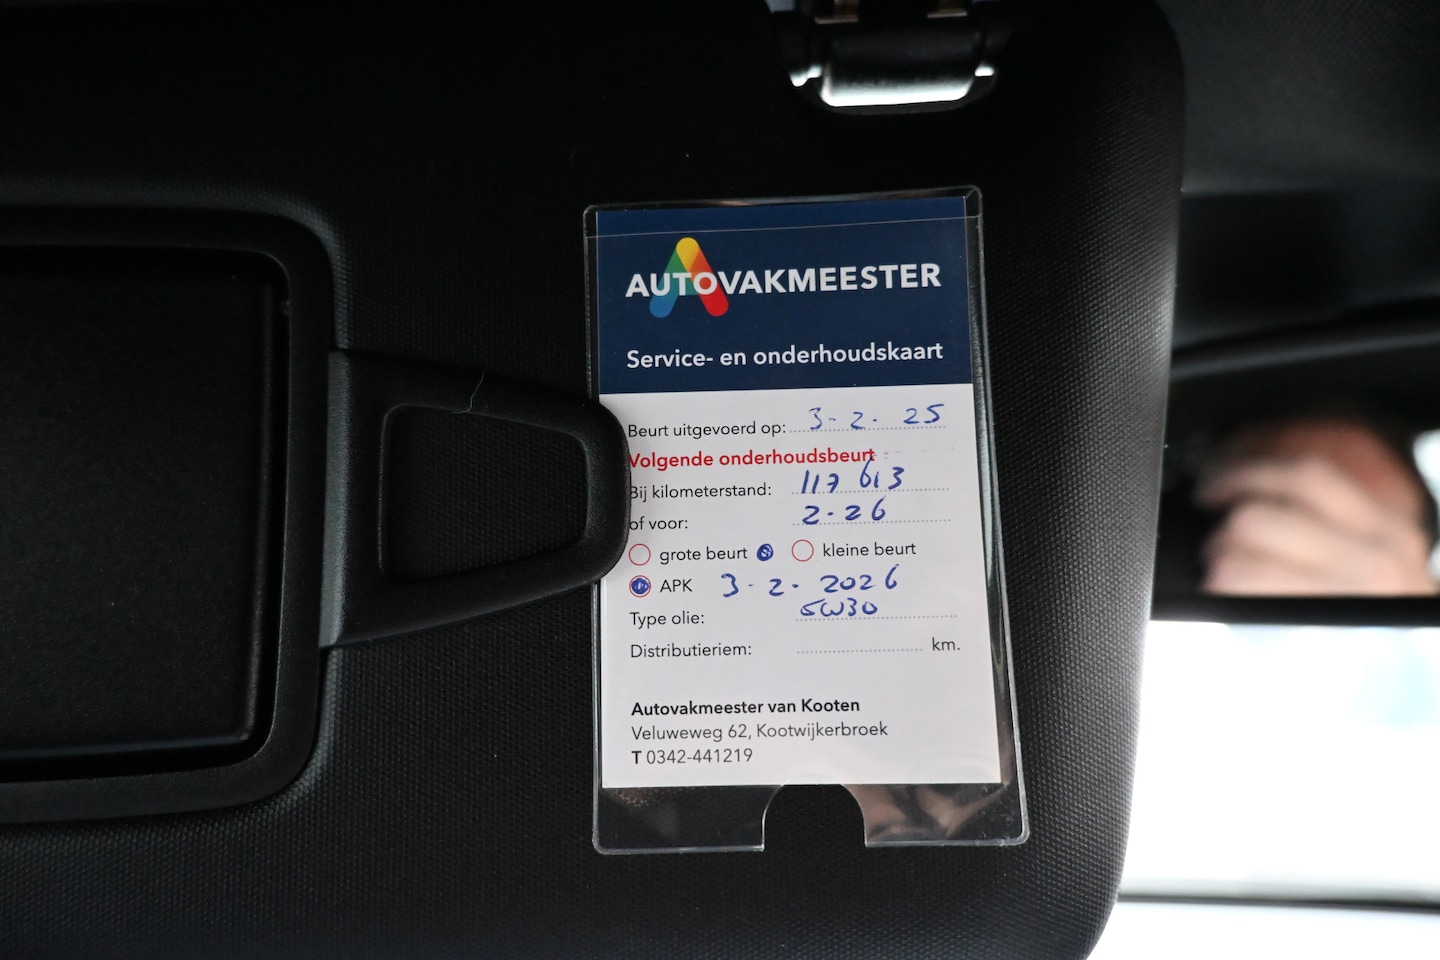 AUTOVAKMEESTER
Service- en onderhoudskaart
Beurt uitgevoerd op: 3-2-25
Volgende onderhoudsbeurt
Bij kilometerstand: 117 613
of voor: 2-26
grote beurt kleine beurt
APK 3-2-2026
Type olie: 5W30
Distributieriem: km.
Autovakmeester van Kooten
Veluweweg 62, Kootwijkerbroek
T 0342-441219